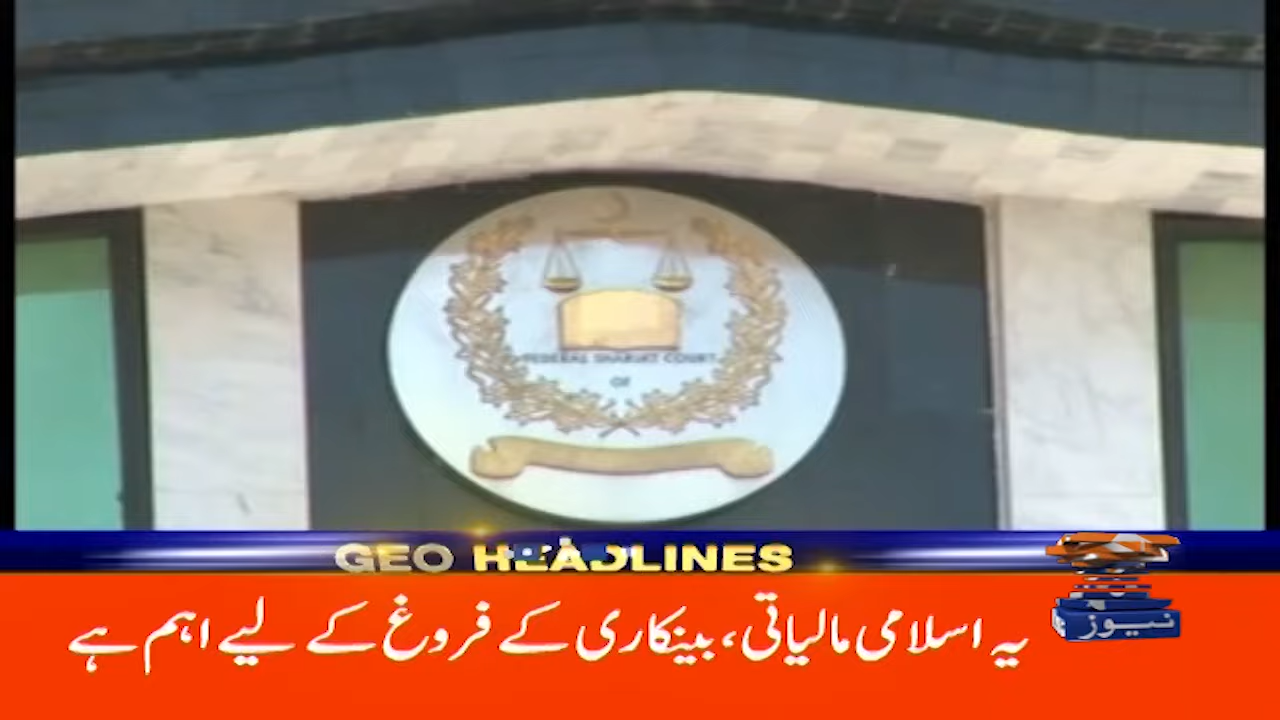 FEDERAL SHARIAT COURT
OF
GEO HEADLINES
نیوز
یہ اسلامی مالیاتی، بینکاری کے فروغ کے لیے اہم ہے